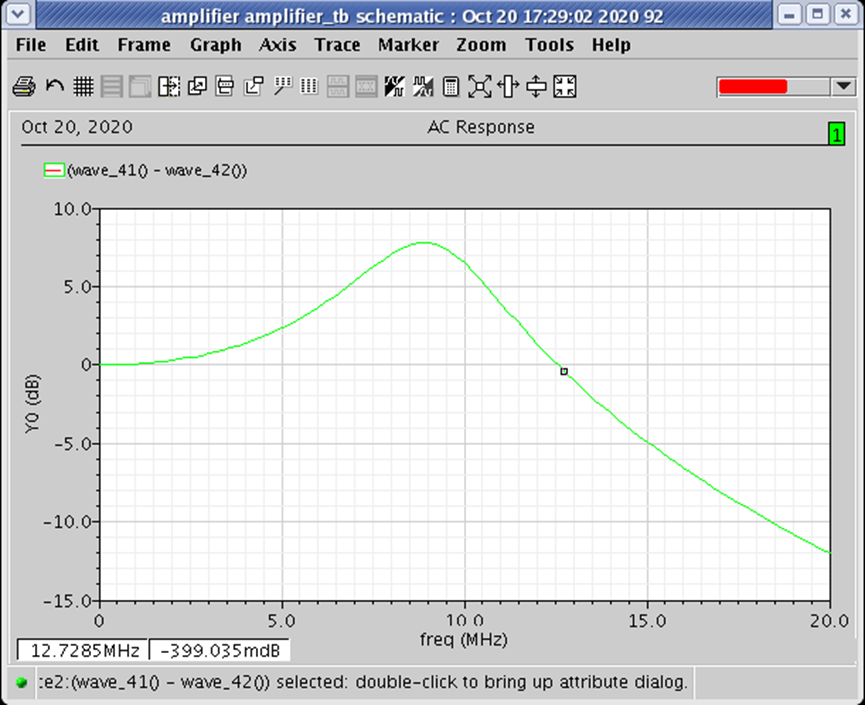 amplifier amplifier_tb schematic : Oct 20 17:29:02 2020 92
File Edit Frame Graph Axis Trace Marker Zoom Tools Help
Oct 20, 2020 AC Response 1
(wave_41() - wave_42())
10.0
5.0
0
-5.0
-10.0
-15.0
Y0 (dB)
0 5.0 10.0 15.0 20.0
freq (MHz)
12.7285MHz -399.035mdB
:e2:(wave_41() - wave_42()) selected: double-click to bring up attribute dialog.